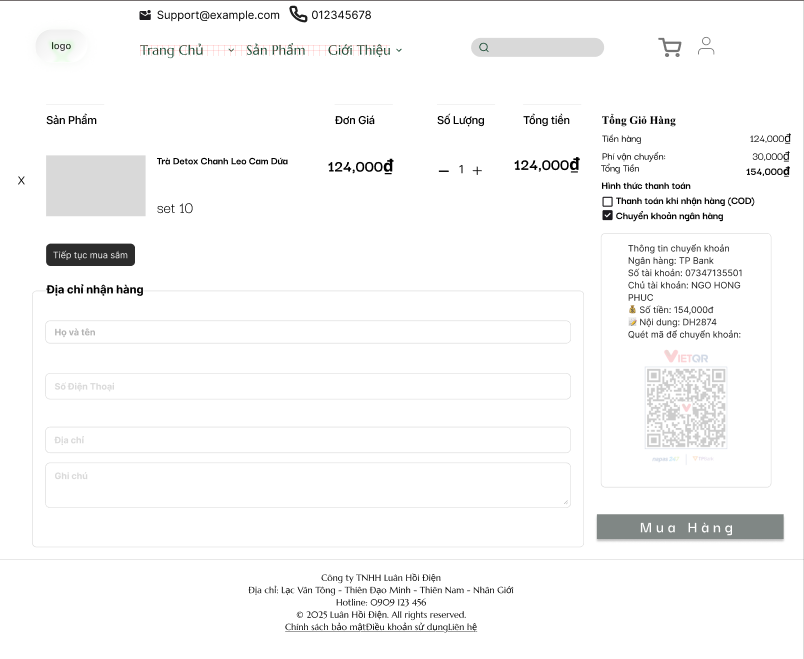 Support@example.com 012345678
logo
Trang Chủ Sản Phẩm Giới Thiệu
Sản Phẩm Đơn Giá Số Lượng Tổng tiền
X
Trà Detox Chanh Leo Cam Dứa
set 10
124,000₫
1
124,000₫
Tiếp tục mua sắm
Địa chỉ nhận hàng
Họ và tên
Số Điện Thoại
Địa chỉ
Ghi chú
Tổng Giỏ Hàng
Tiền hàng 124,000₫
Phí vận chuyển: 30,000₫
Tổng Tiền 154,000₫
Hình thức thanh toán
Thanh toán khi nhận hàng (COD)
Chuyển khoản ngân hàng
Thông tin chuyển khoản
Ngân hàng: TP Bank
Số tài khoản: 07347135501
Chủ tài khoản: NGO HONG
PHUC
💰 Số tiền: 154,000đ
📝 Nội dung: DH2874
Quét mã để chuyển khoản:
VIETQR
Mua Hàng
Công ty TNHH Luân Hồi Điện
Địa chỉ: Lạc Vân Tông - Thiên Đạo Minh - Thiên Nam - Nhân Giới
Hotline: 0909 123 456
© 2025 Luân Hồi Điện. All rights reserved.
Chính sách bảo mậtĐiều khoản sử dụngLiên hệ